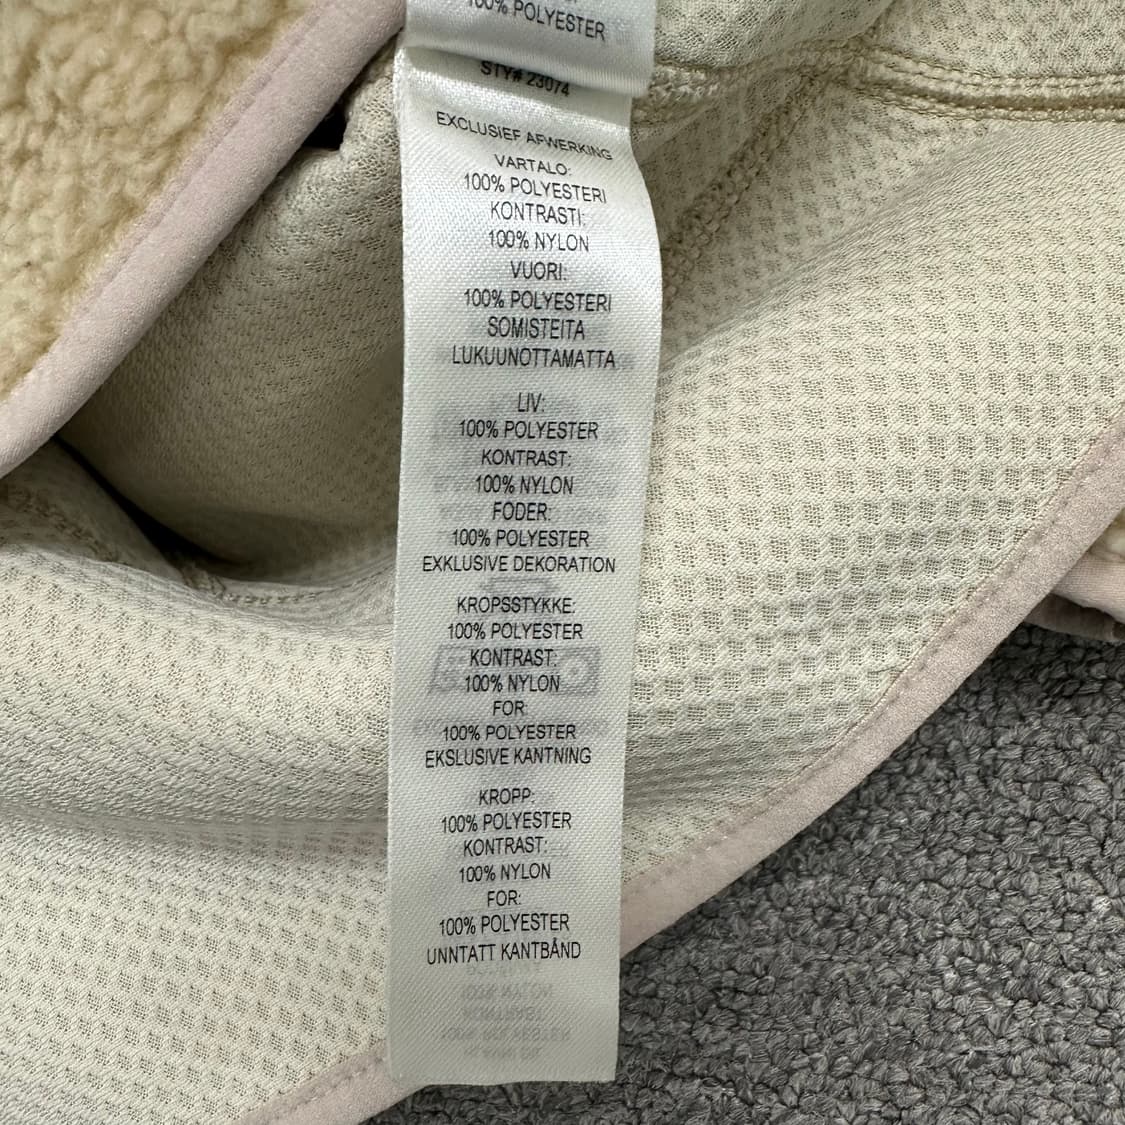 100% POLYESTER
STY# 23074
EXCLUSIEF AFWERKING
VARTALO:
100% POLYESTERI
KONTRASTI:
100% NYLON
VUORI:
100% POLYESTERI
SOMISTEITA
LUKUUNOTTAMATTA
LIV:
100% POLYESTER
KONTRAST:
100% NYLON
FODER:
100% POLYESTER
EXKLUSIVE DEKORATION
KROPSSTYKKE:
100% POLYESTER
KONTRAST:
100% NYLON
FOR:
100% POLYESTER
EKSLUSIVE KANTNING
KROPP:
100% POLYESTER
KONTRAST:
100% NYLON
FOR:
100% POLYESTER
UNNTATT KANTBÅND